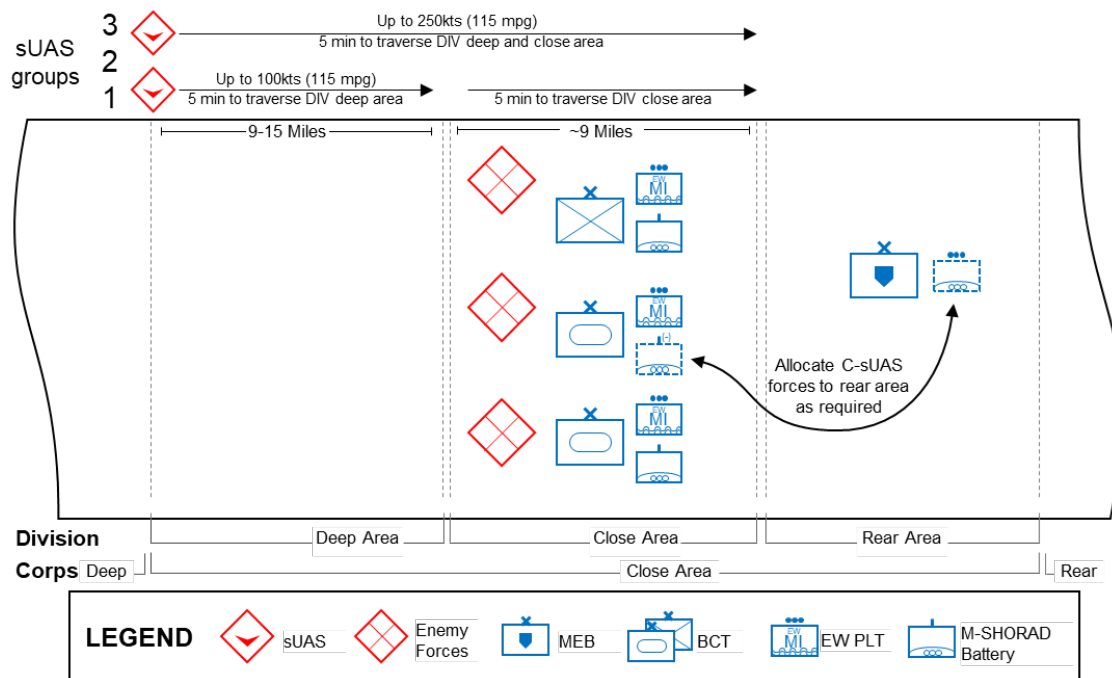 sUAS
groups
3
2
1
Up to 250kts (115 mpg)
5 min to traverse DIV deep and close area
Up to 100kts (115 mpg)
5 min to traverse DIV deep area
5 min to traverse DIV close area
9-15 Miles
~9 Miles
EW
MI
EW
MI
(-)
EW
MI
Allocate C-sUAS
forces to rear area
as required
Division
Deep Area
Close Area
Rear Area
Corps
Deep
Close Area
Rear
LEGEND
sUAS
Enemy
Forces
MEB
BCT
EW
MI
EW PLT
M-SHORAD
Battery